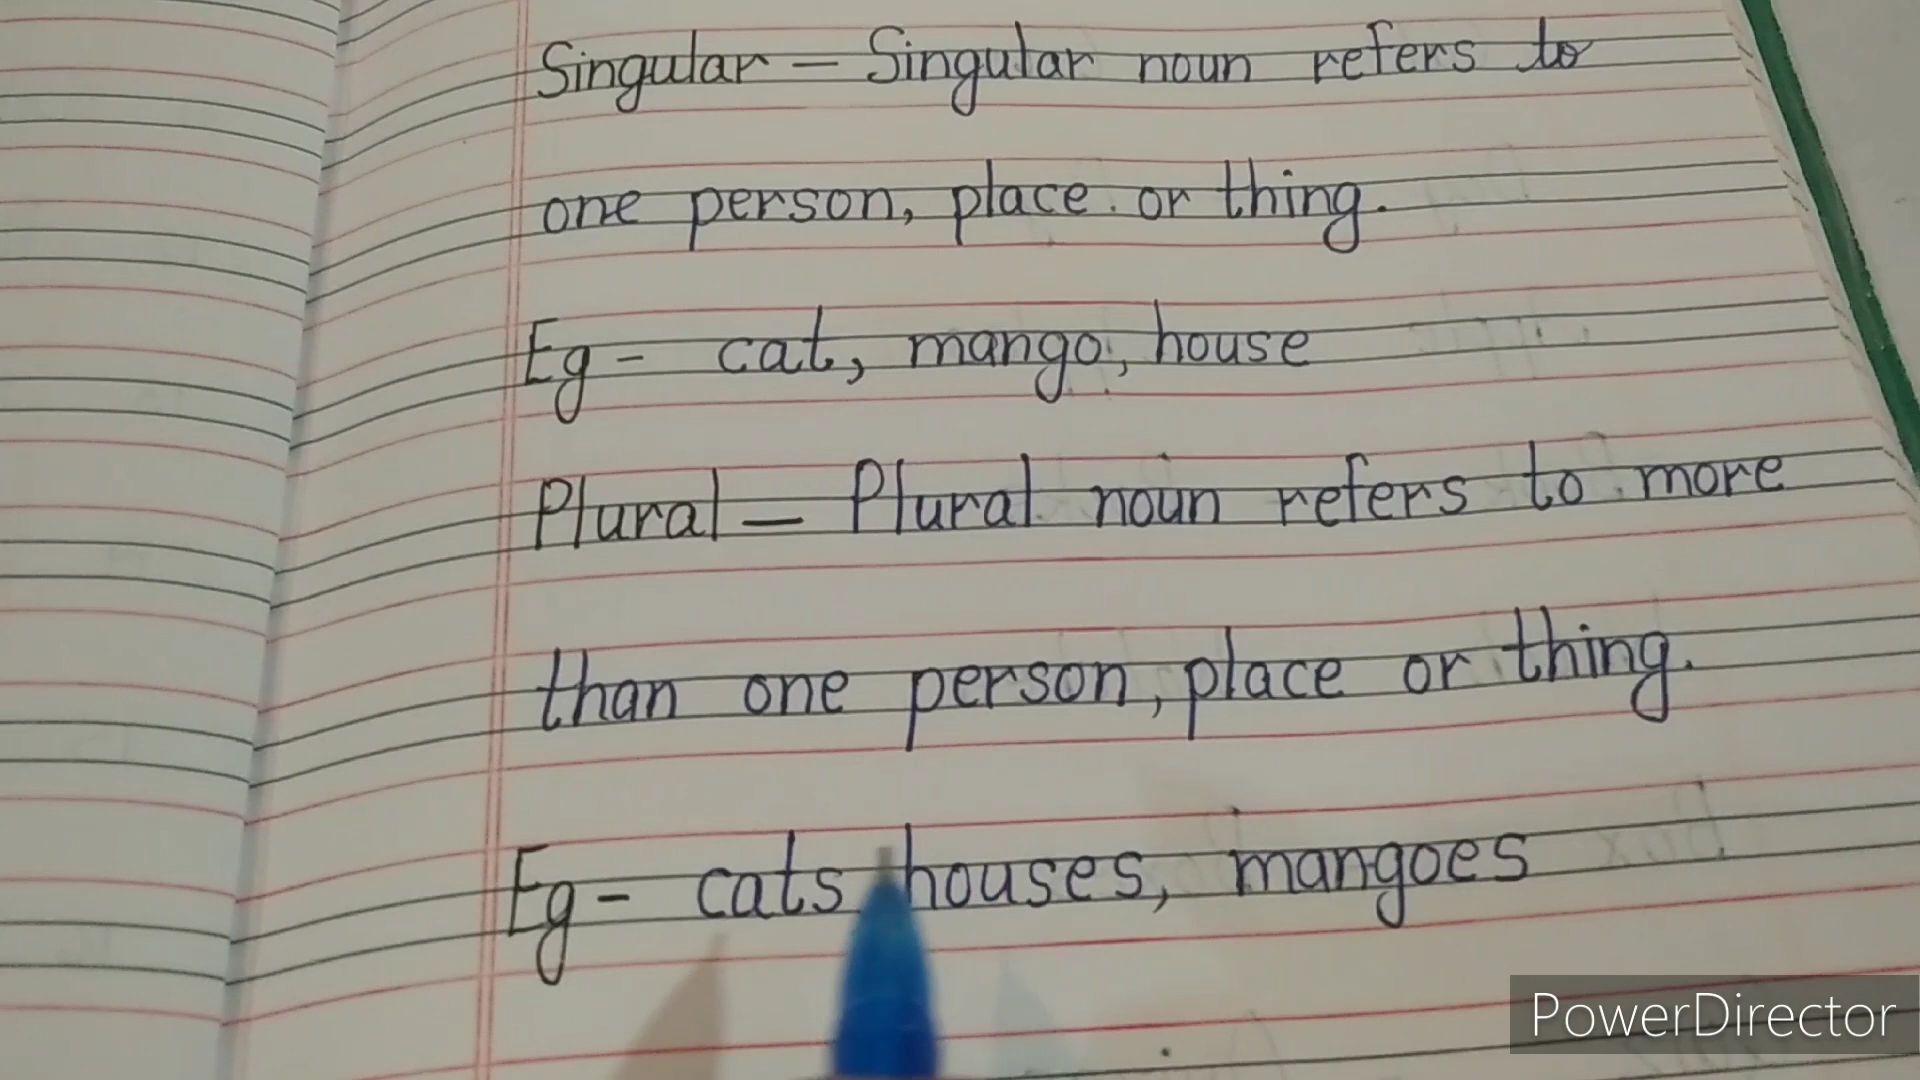 Singular – Singular noun refers to
one person, place or thing.
Eg - cat, mango, house
Plural – Plural noun refers to more
than one person, place or thing.
Eg - cats houses, mangoes
PowerDirector